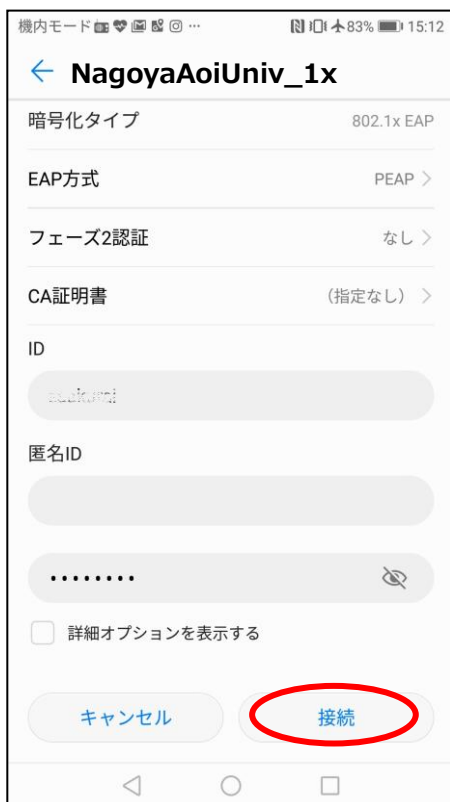 機内モード 83% 15:12
NagoyaAoiUniv_1x
暗号化タイプ 802.1x EAP
EAP方式 PEAP
フェーズ2認証 なし
CA証明書 (指定なし)
ID
匿名ID
••••••••
詳細オプションを表示する
キャンセル 接続